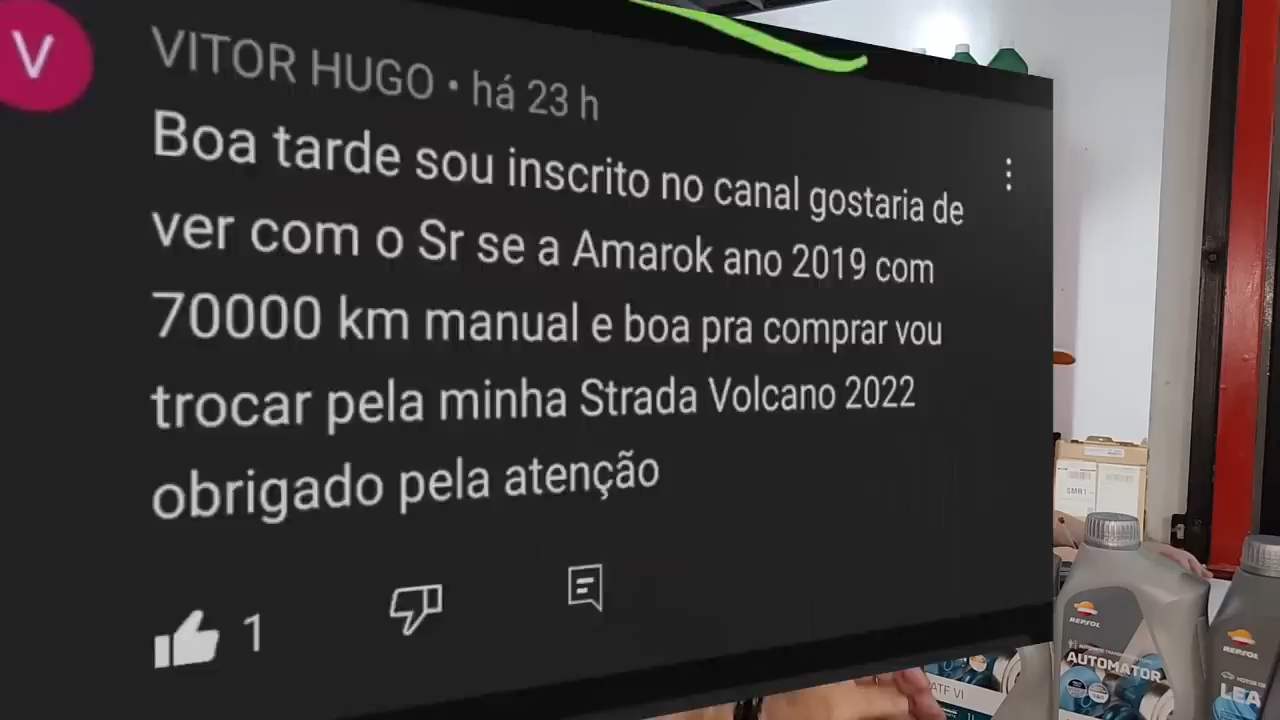 V
VITOR HUGO • há 23 h
Boa tarde sou inscrito no canal gostaria de
ver com o Sr se a Amarok ano 2019 com
70000 km manual e boa pra comprar vou
trocar pela minha Strada Volcano 2022
obrigado pela atenção
1
SMR1
REPSOL
AUTOMATOR
REPSOL
LEA
ATF VI